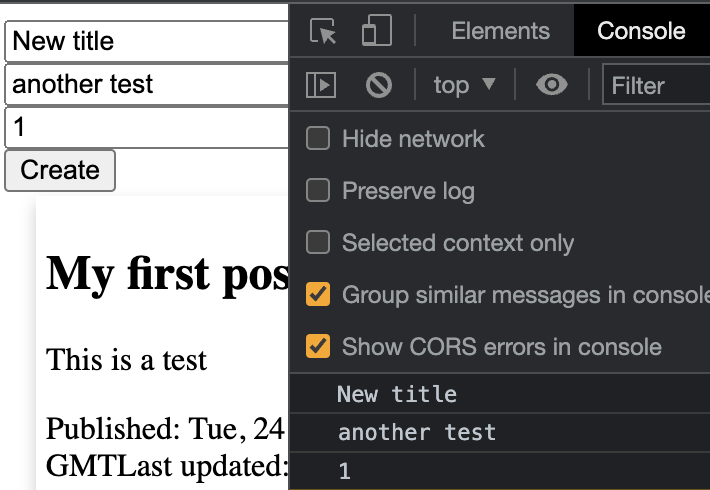 New title
another test
1
Create
My first pos
This is a test
Published: Tue, 24
GMTLast updated:
Elements Console
top ▼ Filter
Hide network
Preserve log
Selected context only
Group similar messages in console
Show CORS errors in console
New title
another test
1